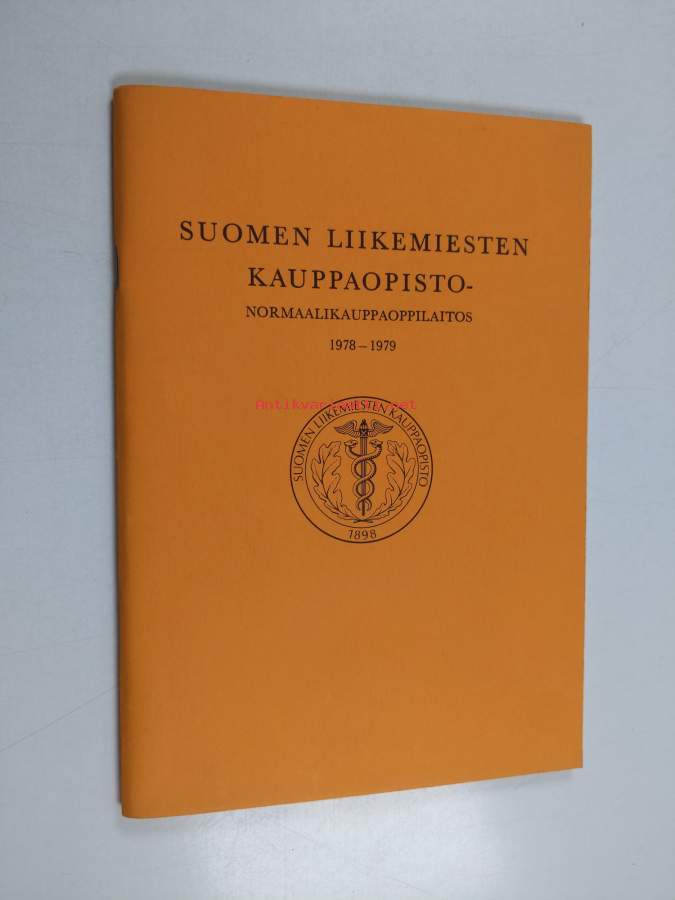 SUOMEN LIIKEMIESTEN
KAUPPAOPISTO-
NORMAALIKAUPPAOPPILAITOS
1978 – 1979
Antikvariaatti.net
SUOMEN LIIKEMIESTEN KAUPPAOPISTO
1898